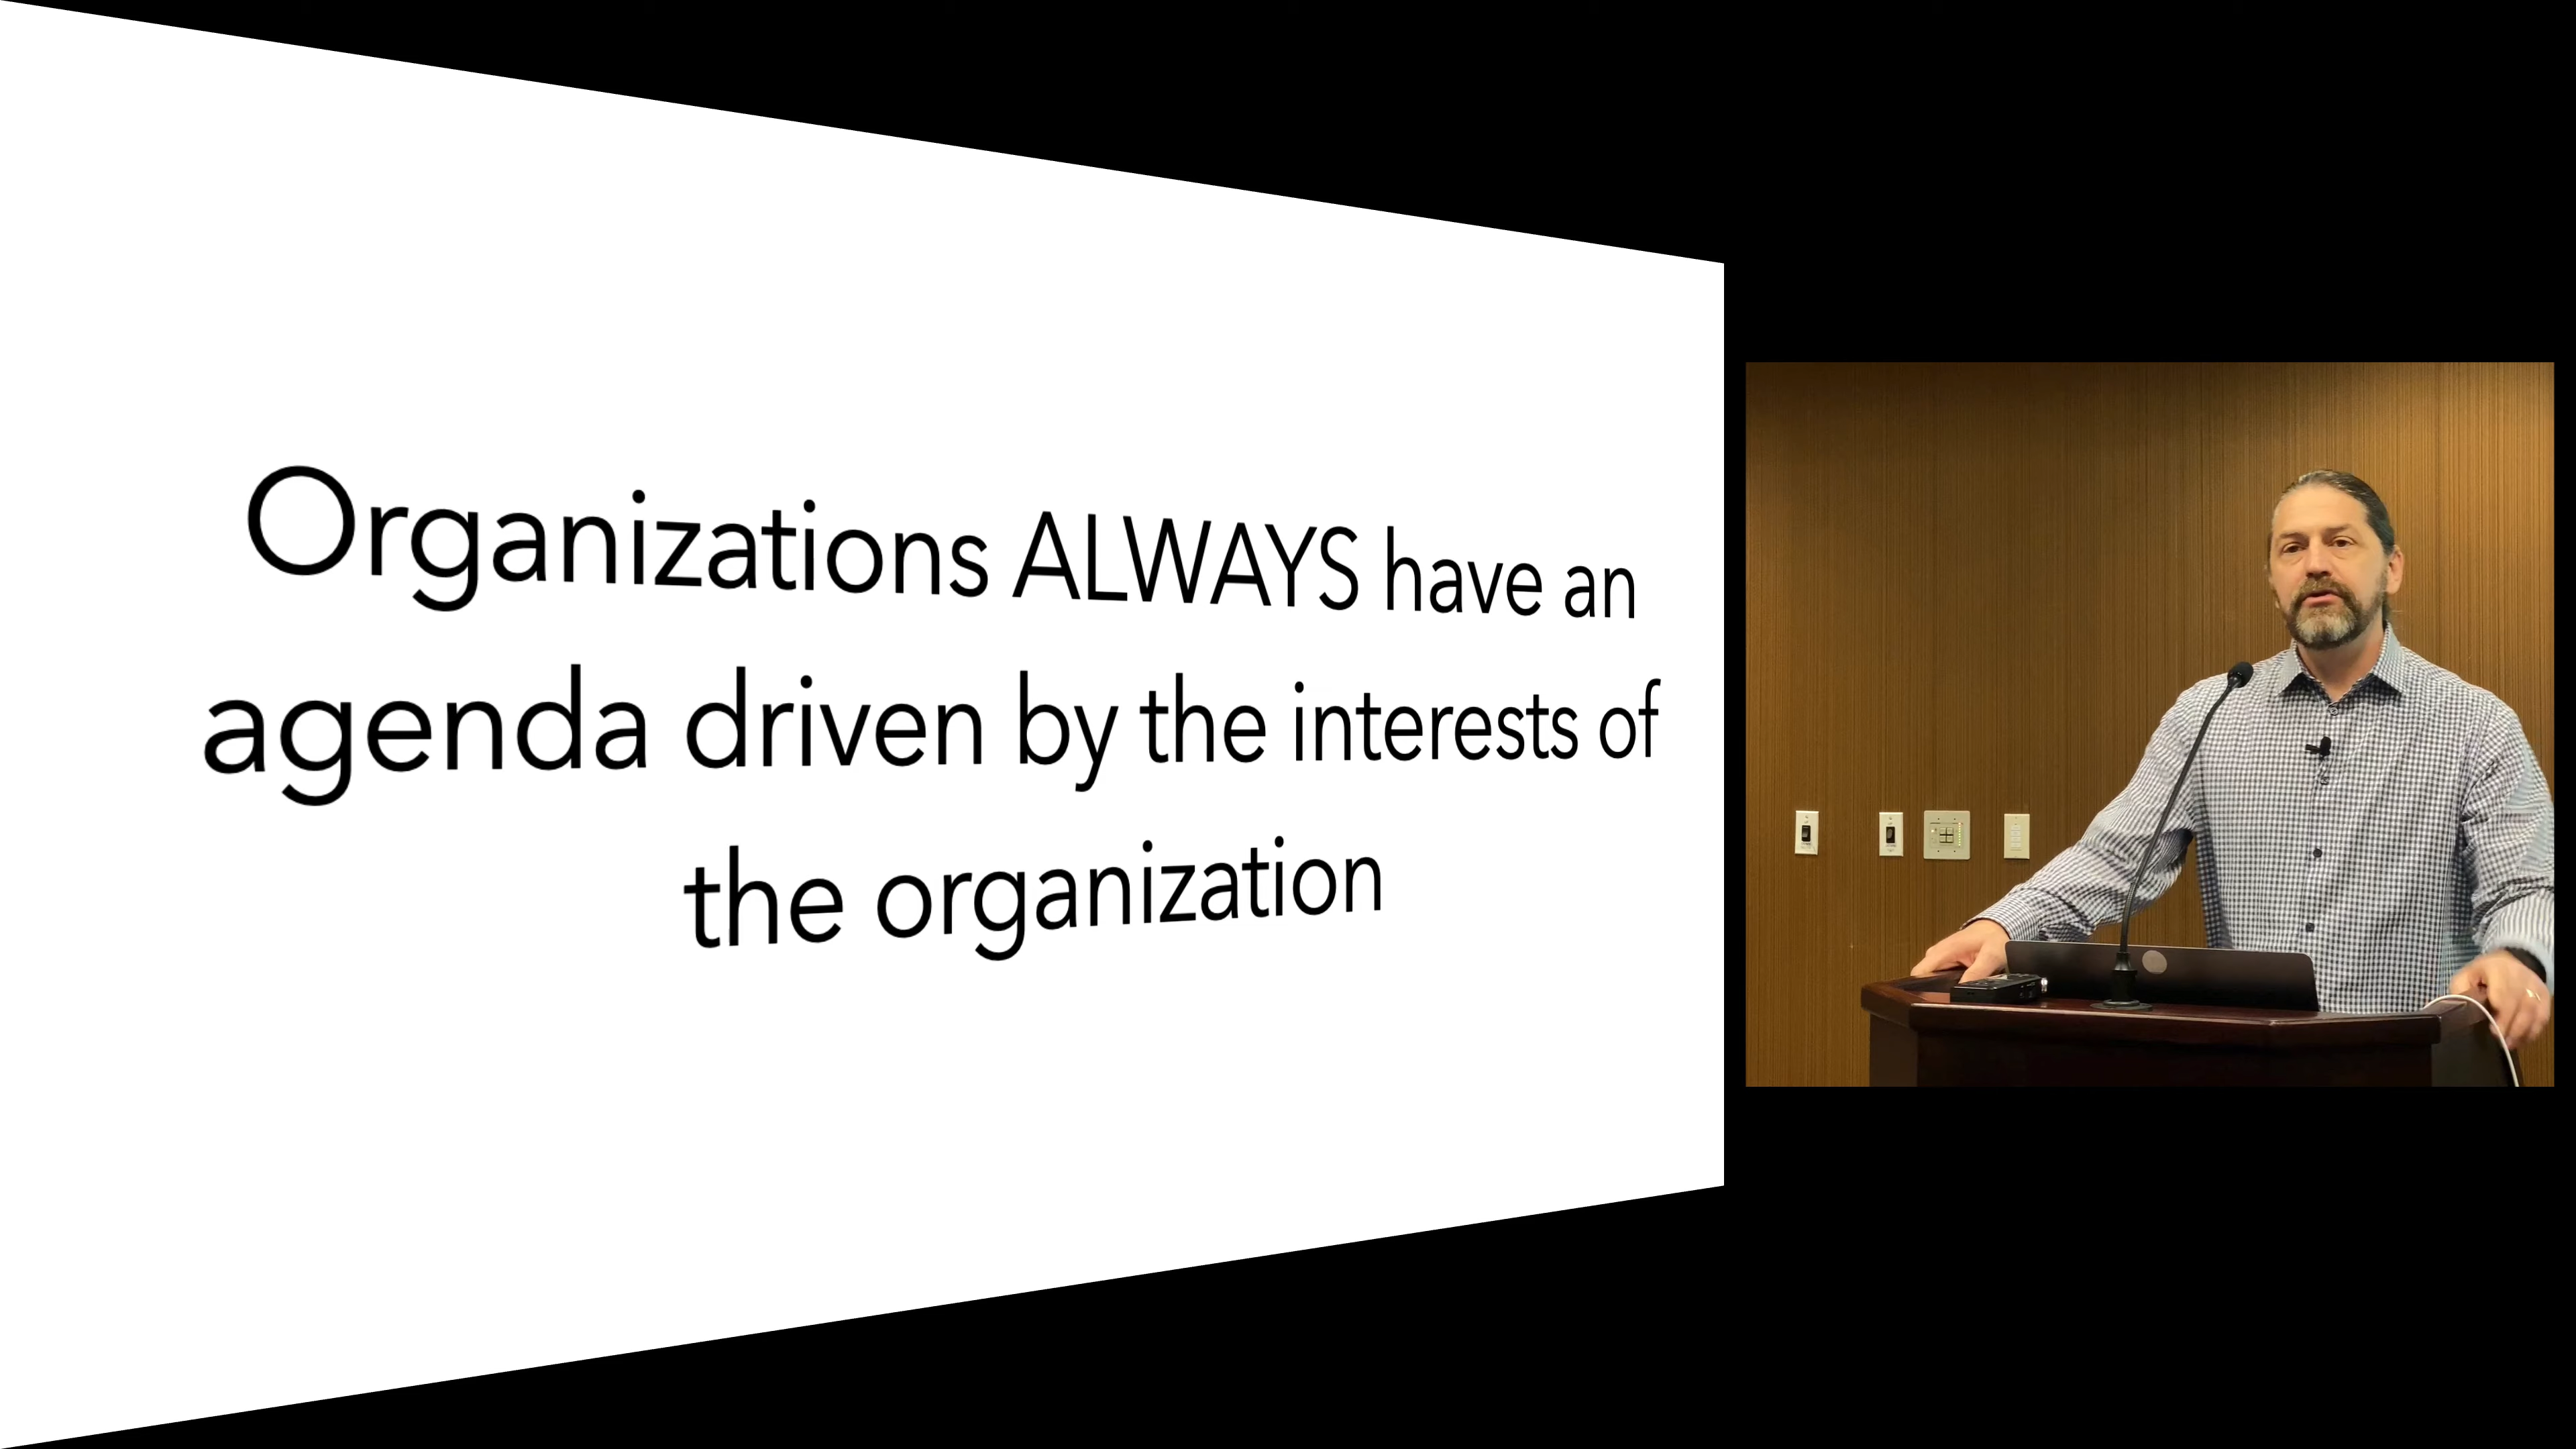 Organizations ALWAYS have an
agenda driven by the interests of
the organization